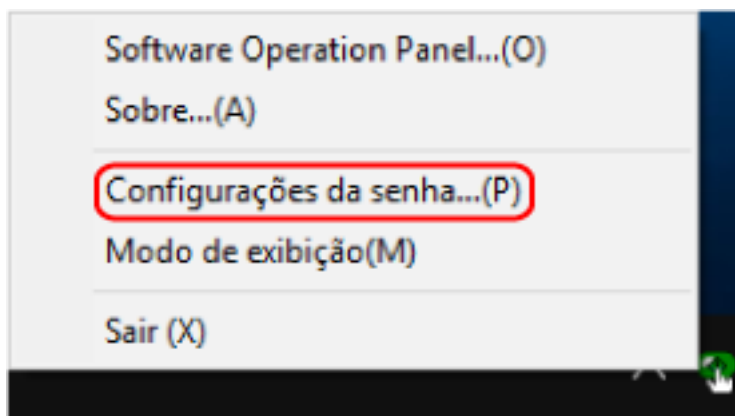 Software Operation Panel...(O)
Sobre...(A)
Configurações da senha...(P)
Modo de exibição(M)
Sair (X)